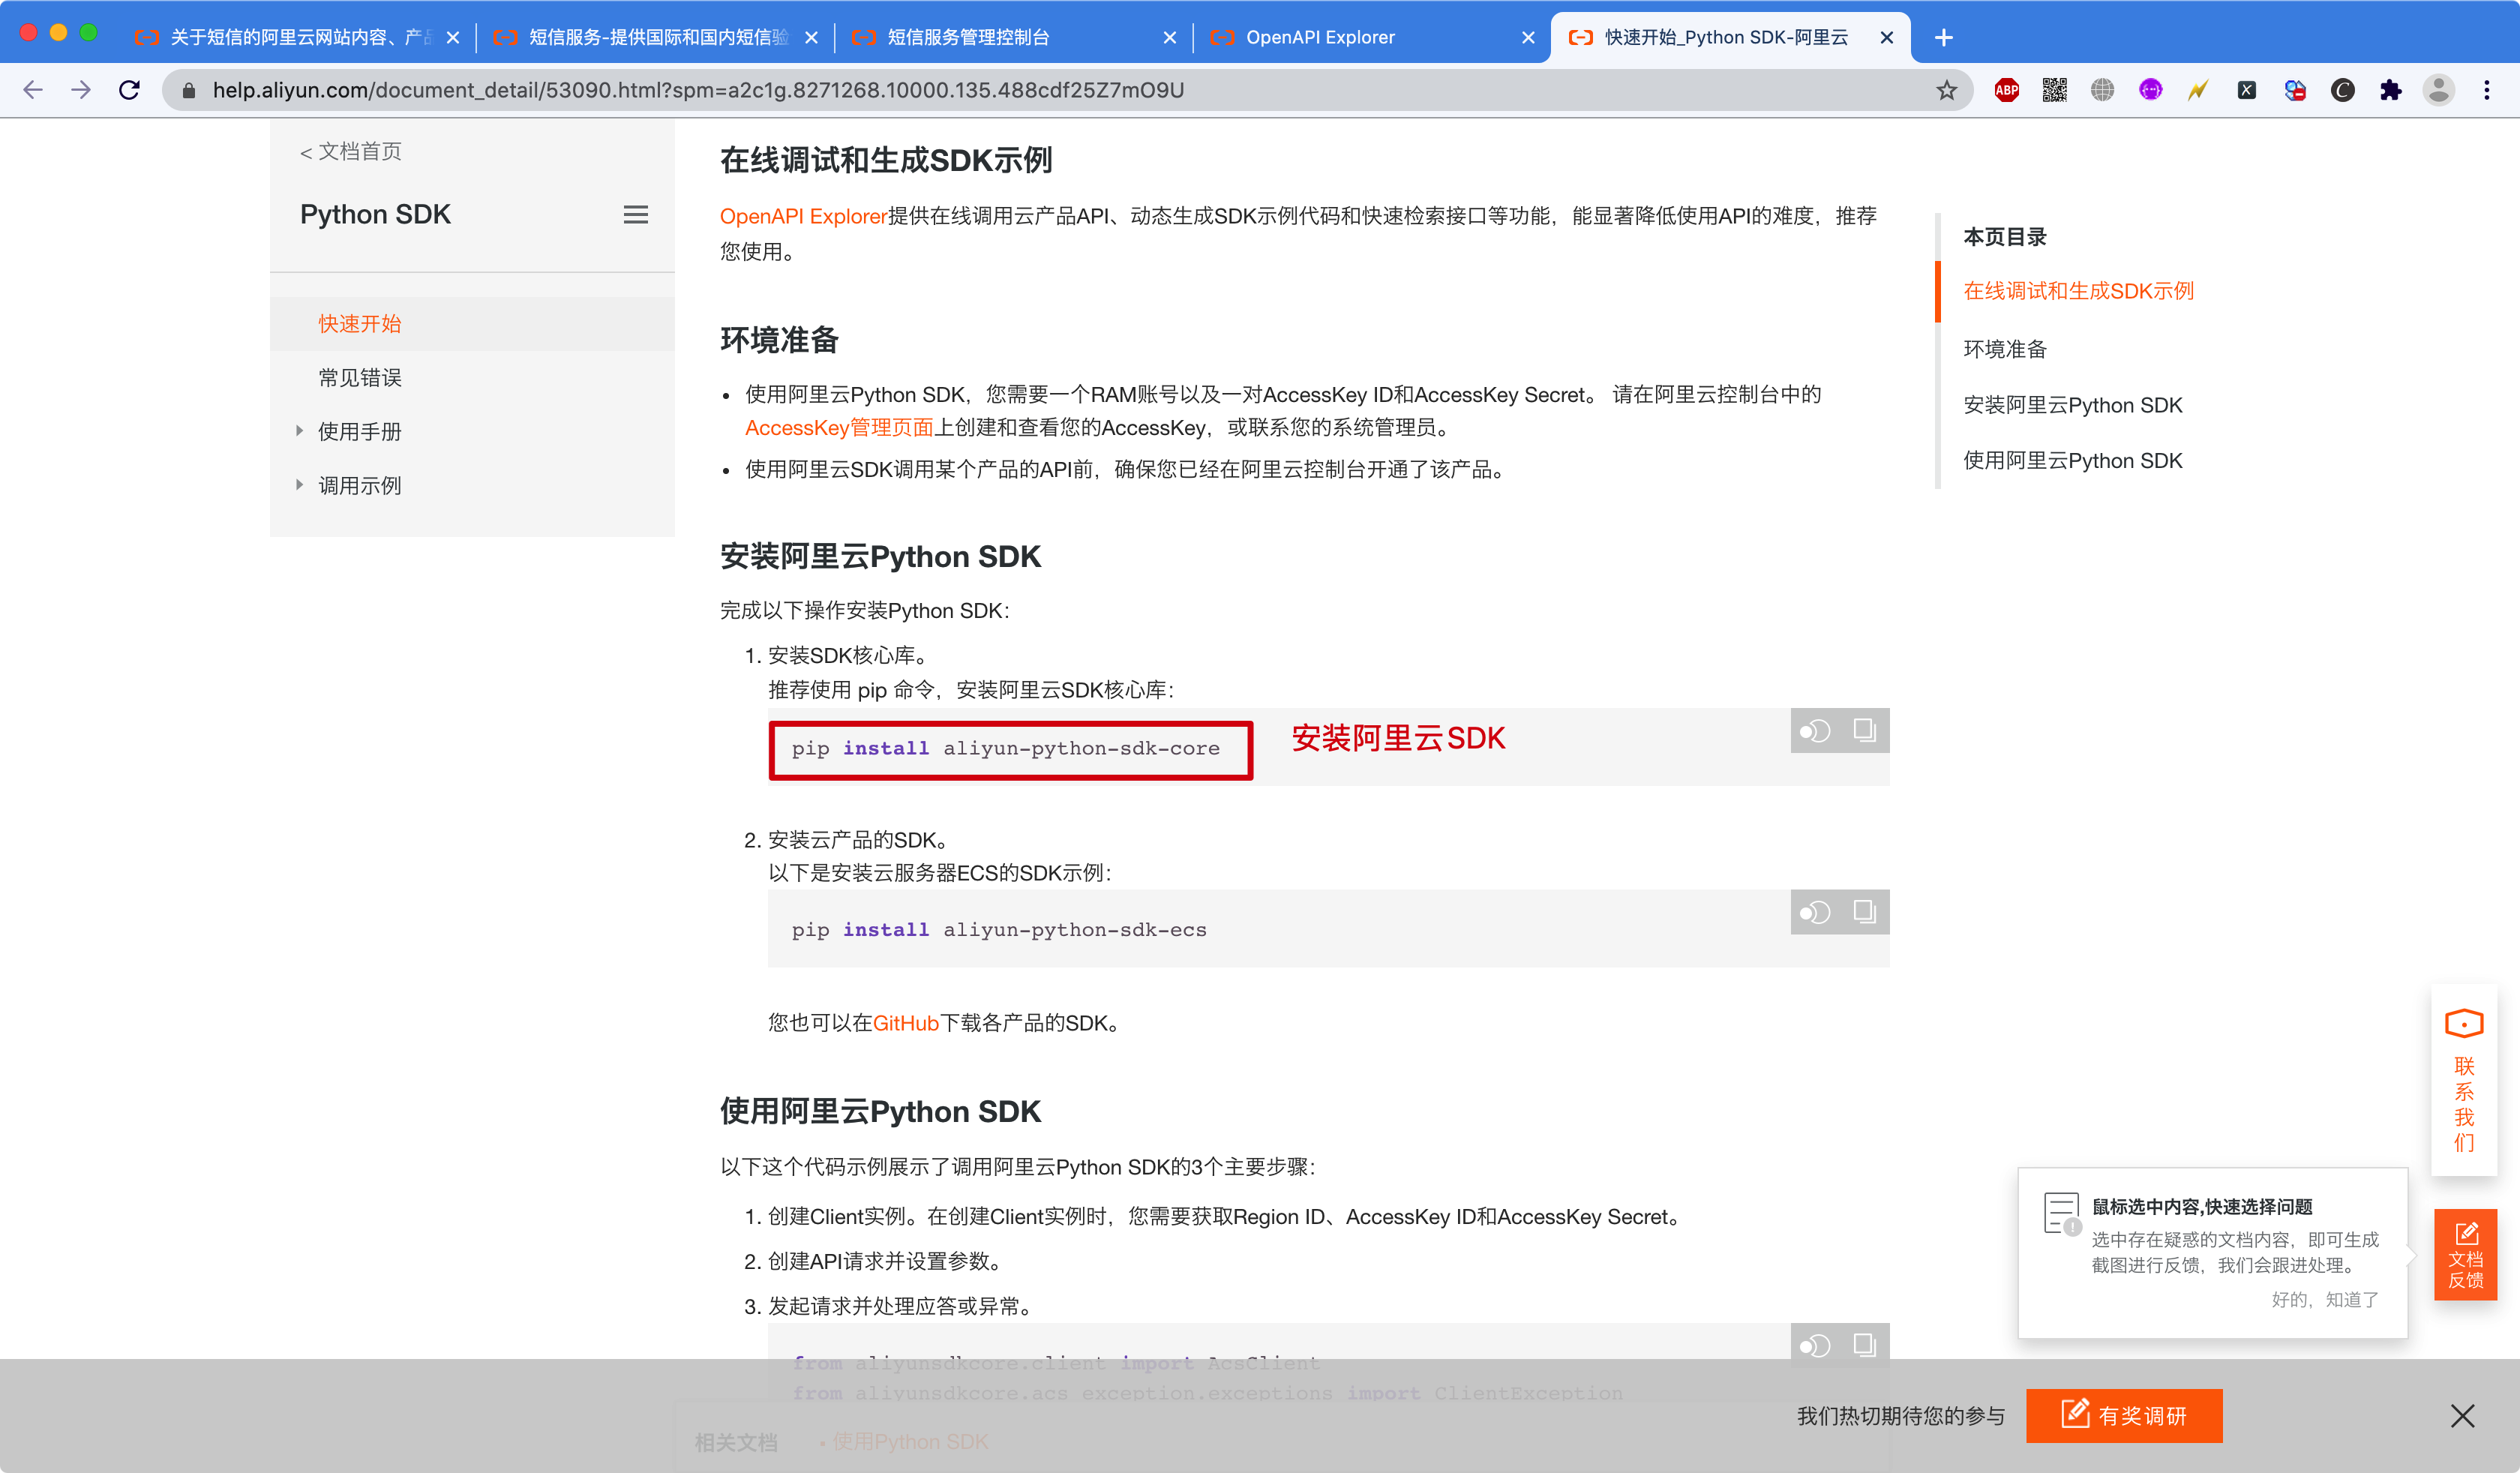 关于短信的阿里云网站内容、产品
短信服务-提供国际和国内短信验
短信服务管理控制台
OpenAPI Explorer
快速开始_Python SDK-阿里云
help.aliyun.com/document_detail/53090.html?spm=a2c1g.8271268.10000.135.488cdf25Z7mO9U
ABP
< 文档首页
Python SDK
快速开始
常见错误
使用手册
调用示例
在线调试和生成SDK示例
OpenAPI Explorer提供在线调用云产品API、动态生成SDK示例代码和快速检索接口等功能，能显著降低使用API的难度，推荐
您使用。
环境准备
• 使用阿里云Python SDK，您需要一个RAM账号以及一对AccessKey ID和AccessKey Secret。 请在阿里云控制台中的
AccessKey管理页面上创建和查看您的AccessKey，或联系您的系统管理员。
• 使用阿里云SDK调用某个产品的API前，确保您已经在阿里云控制台开通了该产品。
安装阿里云Python SDK
完成以下操作安装Python SDK：
1. 安装SDK核心库。
推荐使用 pip 命令，安装阿里云SDK核心库：
pip install aliyun-python-sdk-core
安装阿里云SDK
2. 安装云产品的SDK。
以下是安装云服务器ECS的SDK示例：
pip install aliyun-python-sdk-ecs
您也可以在GitHub下载各产品的SDK。
使用阿里云Python SDK
以下这个代码示例展示了调用阿里云Python SDK的3个主要步骤：
1. 创建Client实例。在创建Client实例时，您需要获取Region ID、AccessKey ID和AccessKey Secret。
2. 创建API请求并设置参数。
3. 发起请求并处理应答或异常。
from aliyunsdkcore.client import AcsClient
from aliyunsdkcore.acs_exception.exceptions import ClientException
相关文档
• 使用Python SDK
本页目录
在线调试和生成SDK示例
环境准备
安装阿里云Python SDK
使用阿里云Python SDK
联系我们
鼠标选中内容,快速选择问题
选中存在疑惑的文档内容，即可生成
截图进行反馈，我们会跟进处理。
好的，知道了
文档
反馈
我们热切期待您的参与
有奖调研